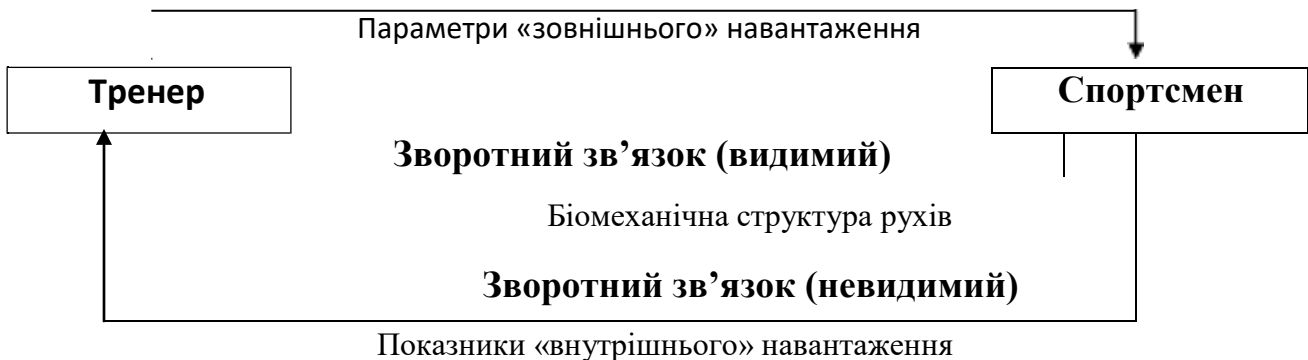 Параметри «зовнішнього» навантаження
Тренер
Спортсмен
Зворотний зв’язок (видимий)
Біомеханічна структура рухів
Зворотний зв’язок (невидимий)
Показники «внутрішнього» навантаження